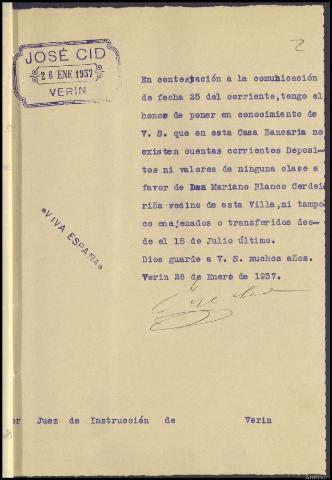 2
JOSÉ CID
26 ENE 1937
VERÍN
En contestación a la comunicación
de fecha 25 del corriente,tengo el
honor de poner en conocimiento de
V. S. que en esta Casa Bancaria no
existen cuentas corrientes Deposi-
tos ni valores de ninguna clase a
favor de Don Mariano Blanco Cerdei
riña vecino de esta Villa,ni tampo
co enajenados o transferidos des-
de el 18 de Julio último.
Dios guarde a V. S. muchos años.
Verin 26 de Enero de 1937.
"VIVA ESPAÑA"
or Juez de Instrucción de Verin